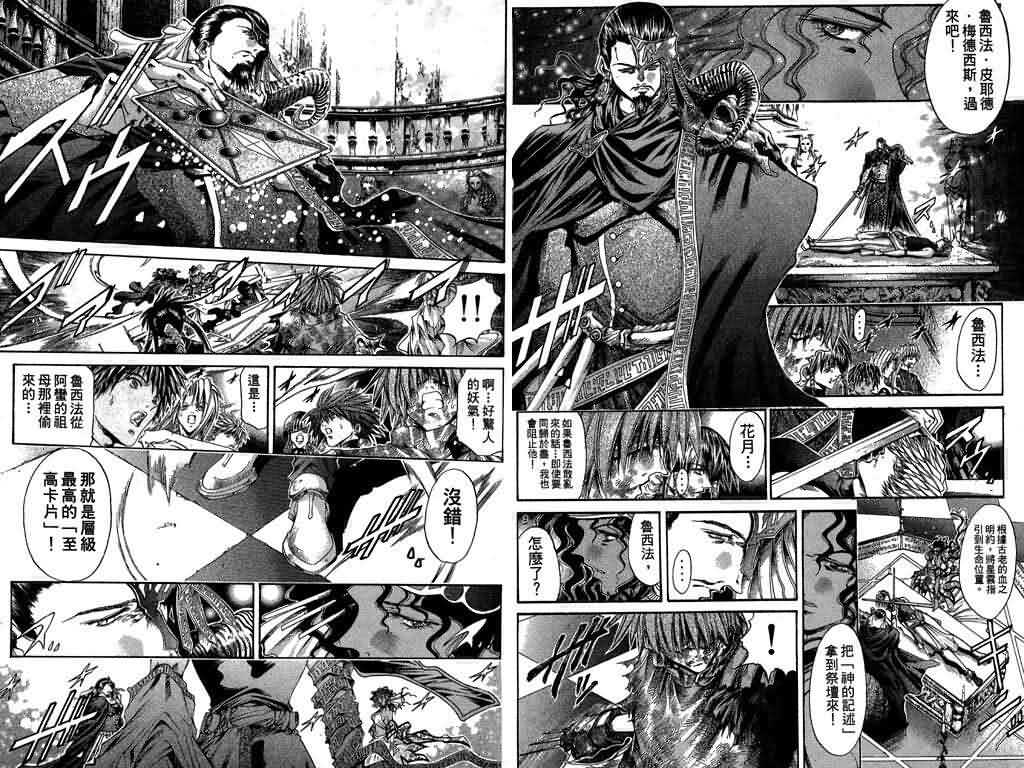 魯西法・皮耶德
・梅德西斯，過
來吧！
魯西法…
…
花月…
如果魯西法散亂
來的話…即使要
同歸於盡，我也
會阻止他！
根據古老的血之
明約，將星雲指
引到生命位置。
…
魯西法，
怎麼了？
把「神的記述」
拿到祭壇來！
！
！！
啊…好驚人
的妖氣！
這是…
魯西法從
阿蠻的祖
母那裡偷
來的…
沒錯！
那就是層級
最高的「至
高卡片」！